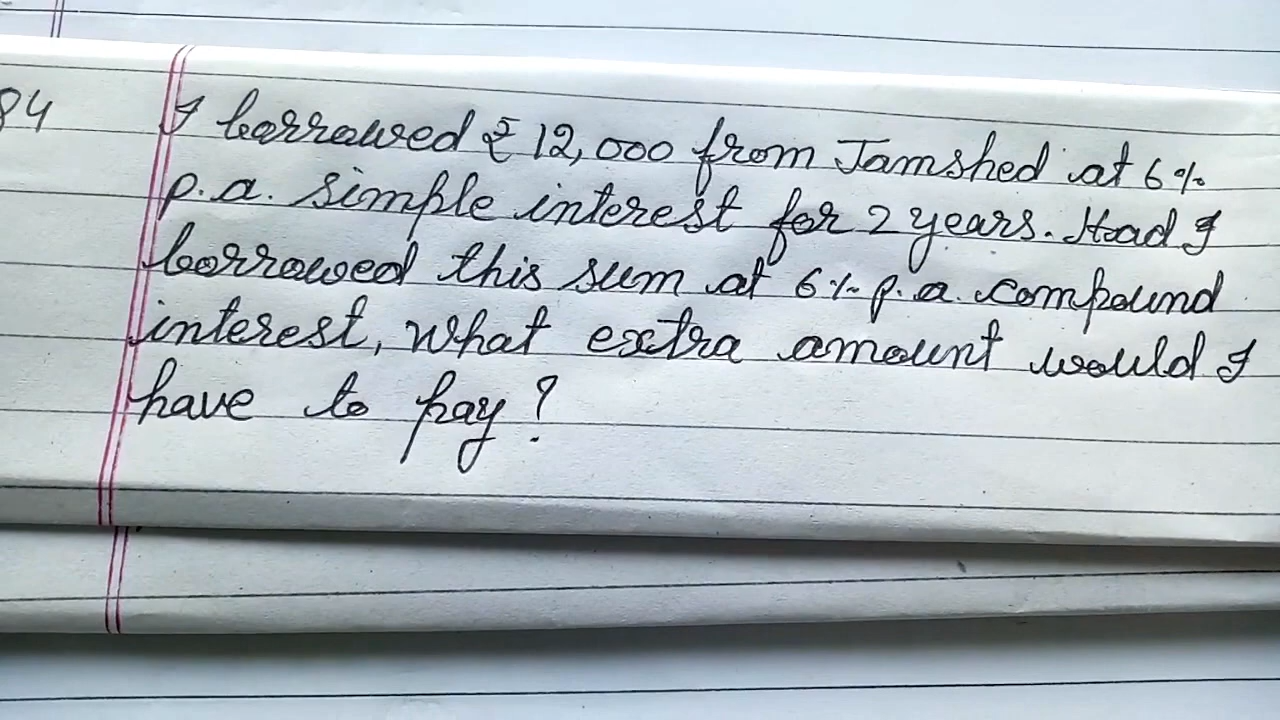 I borrowed ₹ 12,000 from Jamshed at 6%
p.a. simple interest for 2 years. Had I
borrowed this sum at 6% p.a. compound
interest, what extra amount would I
have to pay?